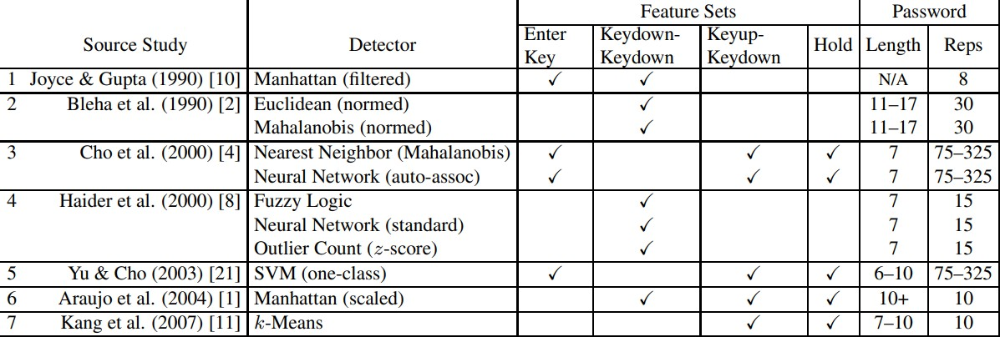 Feature Sets Password
Source Study Detector Enter Key Keydown-Keydown Keyup-Keydown Hold Length Reps
1 Joyce & Gupta (1990) [10] Manhattan (filtered) ✓ ✓ N/A 8
2 Bleha et al. (1990) [2] Euclidean (normed) ✓ 11–17 30
Mahalanobis (normed) ✓ 11–17 30
3 Cho et al. (2000) [4] Nearest Neighbor (Mahalanobis) ✓ ✓ ✓ 7 75–325
Neural Network (auto-assoc) ✓ ✓ ✓ 7 75–325
4 Haider et al. (2000) [8] Fuzzy Logic ✓ 7 15
Neural Network (standard) ✓ 7 15
Outlier Count (z-score) ✓ 7 15
5 Yu & Cho (2003) [21] SVM (one-class) ✓ ✓ ✓ 6–10 75–325
6 Araujo et al. (2004) [1] Manhattan (scaled) ✓ ✓ ✓ 10+ 10
7 Kang et al. (2007) [11] k-Means ✓ ✓ 7–10 10